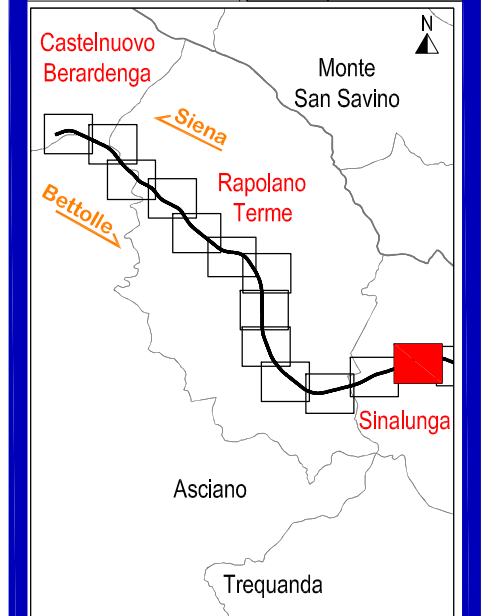 N
Castelnuovo
Berardenga
Monte
San Savino
Siena
Rapolano
Terme
Bettolle
Sinalunga
Asciano
Trequanda